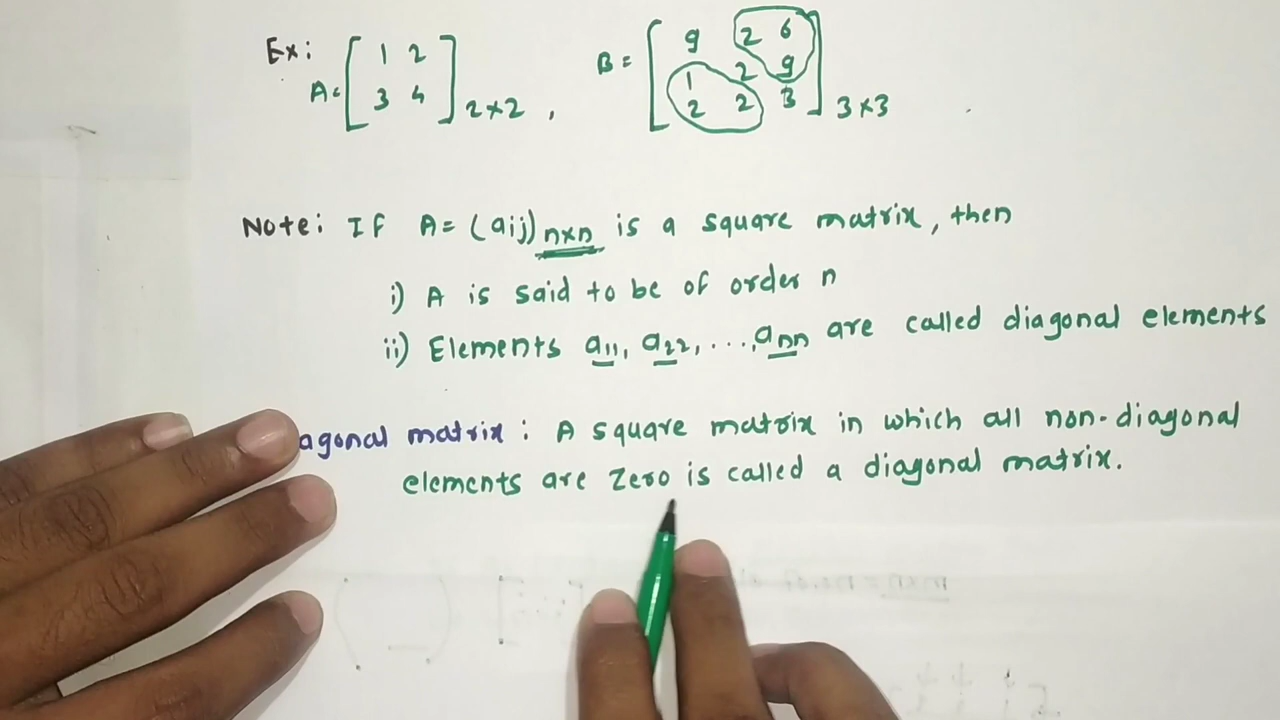 Ex: A= [ 1 2
3 4 ] 2×2 ,
B = [ 9 2 6
1 2 9
2 2 3 ] 3×3
Note: If A= (aij) n×n is a square matrix, then
i) A is said to be of order n
ii) Elements a11, a22, ...,ann are called diagonal elements
agonal matrix : A square matrix in which all non-diagonal
elements are zero is called a diagonal matrix.